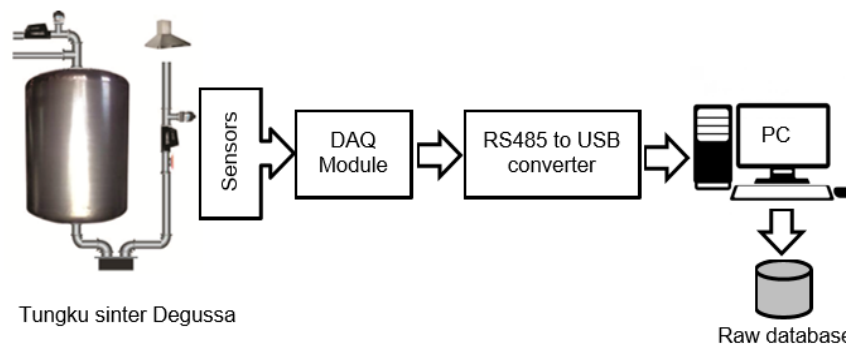 Sensors
DAQ
Module
RS485 to USB
converter
PC
Tungku sinter Degussa
Raw database